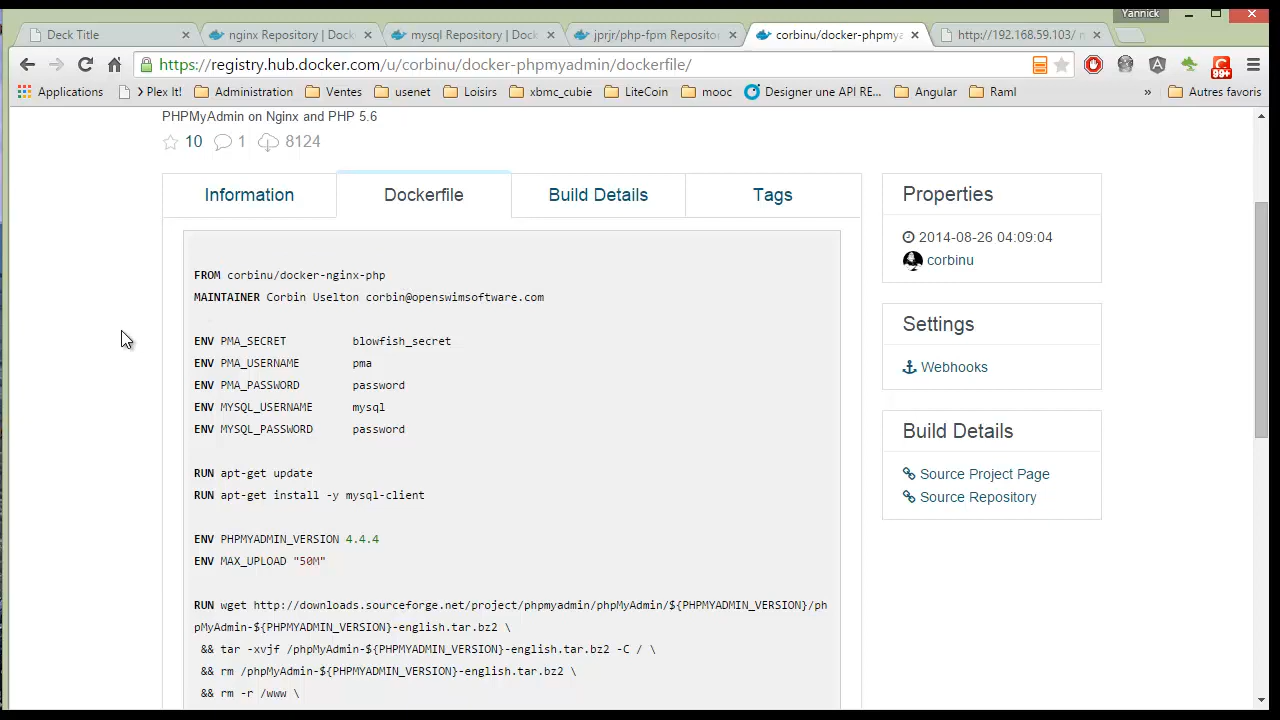 Yannick
Deck Title
nginx Repository | Dock
mysql Repository | Dock
jprjr/php-fpm Repositor
corbinu/docker-phpmya
http://192.168.59.103/ n
https://registry.hub.docker.com/u/corbinu/docker-phpmyadmin/dockerfile/
99+
Applications
> Plex It!
Administration
Ventes
usenet
Loisirs
xbmc_cubie
LiteCoin
mooc
Designer une API RE...
Angular
Raml
»
Autres favoris
PHPMyAdmin on Nginx and PHP 5.6
10
1
8124
Information
Dockerfile
Build Details
Tags
FROM corbinu/docker-nginx-php
MAINTAINER Corbin Uselton corbin@openswimsoftware.com
ENV PMA_SECRET blowfish_secret
ENV PMA_USERNAME pma
ENV PMA_PASSWORD password
ENV MYSQL_USERNAME mysql
ENV MYSQL_PASSWORD password
RUN apt-get update
RUN apt-get install -y mysql-client
ENV PHPMYADMIN_VERSION 4.4.4
ENV MAX_UPLOAD "50M"
RUN wget http://downloads.sourceforge.net/project/phpmyadmin/phpMyAdmin/${PHPMYADMIN_VERSION}/ph
pMyAdmin-${PHPMYADMIN_VERSION}-english.tar.bz2 \
&& tar -xvjf /phpMyAdmin-${PHPMYADMIN_VERSION}-english.tar.bz2 -C / \
&& rm /phpMyAdmin-${PHPMYADMIN_VERSION}-english.tar.bz2 \
&& rm -r /www \
Properties
2014-08-26 04:09:04
corbinu
Settings
Webhooks
Build Details
Source Project Page
Source Repository